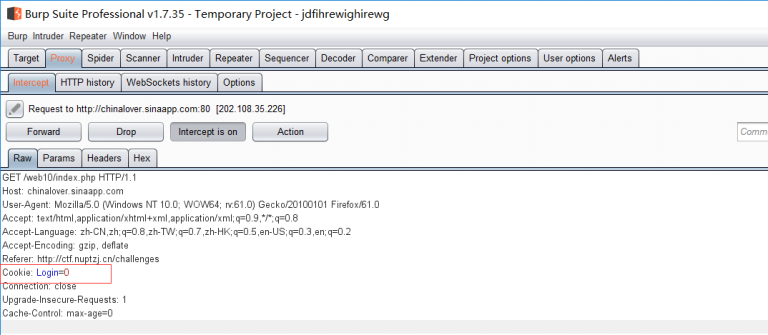 Burp Suite Professional v1.7.35 - Temporary Project - jdfihrewighirewg
Burp Intruder Repeater Window Help
Target Proxy Spider Scanner Intruder Repeater Sequencer Decoder Comparer Extender Project options User options Alerts
Intercept HTTP history WebSockets history Options
Request to http://chinalover.sinaapp.com:80 [202.108.35.226]
Forward Drop Intercept is on Action Comme
Raw Params Headers Hex
GET /web10/index.php HTTP/1.1
Host: chinalover.sinaapp.com
User-Agent: Mozilla/5.0 (Windows NT 10.0; WOW64; rv:61.0) Gecko/20100101 Firefox/61.0
Accept: text/html,application/xhtml+xml,application/xml;q=0.9,*/*;q=0.8
Accept-Language: zh-CN,zh;q=0.8,zh-TW;q=0.7,zh-HK;q=0.5,en-US;q=0.3,en;q=0.2
Accept-Encoding: gzip, deflate
Referer: http://ctf.nuptzj.cn/challenges
Cookie: Login=0
Connection: close
Upgrade-Insecure-Requests: 1
Cache-Control: max-age=0